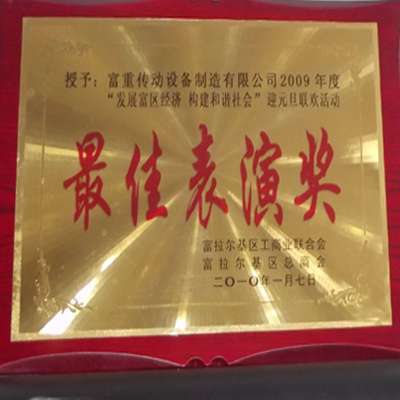 授予：富重传动设备制造有限公司2009年度
“发展富区经济 构建和谐社会”迎元旦联欢活动
最佳表演奖
富拉尔基区工商业联合会
富拉尔基区总商会
二〇一〇年一月七日